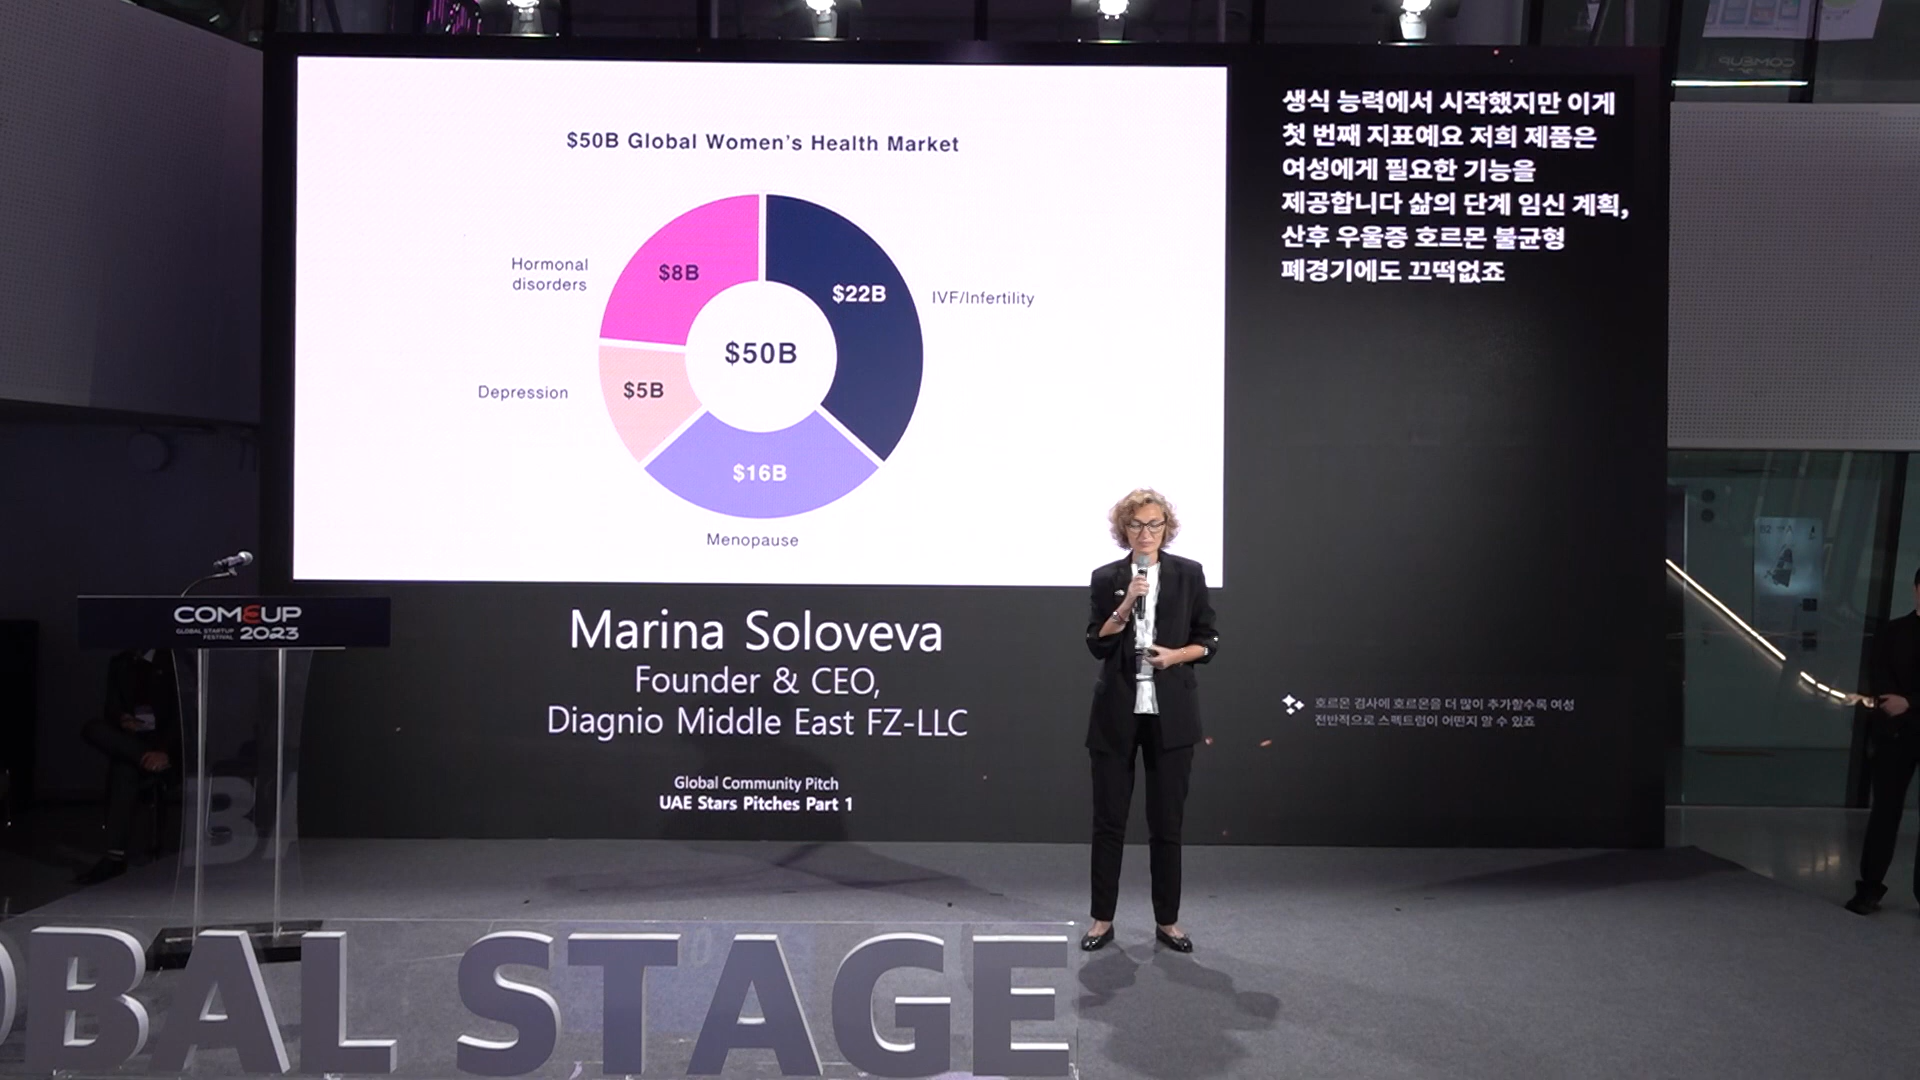 $50B Global Women's Health Market
Hormonal
disorders
$8B
$22B
IVF/Infertility
$50B
Depression
$5B
$16B
Menopause
생식 능력에서 시작했지만 이게
첫 번째 지표예요 저희 제품은
여성에게 필요한 기능을
제공합니다 삶의 단계 임신 계획,
산후 우울증 호르몬 불균형
폐경기에도 끄떡없죠
호르몬 검사에 호르몬을 더 많이 추가할수록 여성
전반적으로 스펙트럼이 어떤지 알 수 있죠
Marina Soloveva
Founder & CEO,
Diagnio Middle East FZ-LLC
Global Community Pitch
UAE Stars Pitches Part 1
COMEUP
GLOBAL STARTUP
FESTIVAL 2023
OBAL STAGE